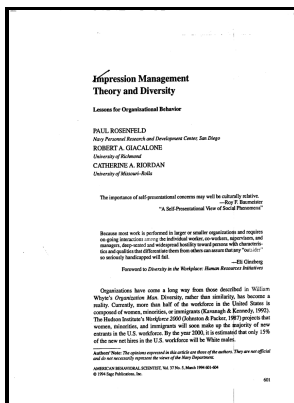 Impression Management
Theory and Diversity
Lessons for Organizational Behavior
PAUL ROSENFELD
Navy Personnel Research and Development Center, San Diego
ROBERT A. GIACALONE
University of Richmond
CATHERINE A. RIORDAN
University of Missouri-Rolla
The importance of self-presentational concerns may well be culturally relative.
—Roy F. Baumeister
"A Self-Presentational View of Social Phenomena"
Because most work is performed in larger or smaller organizations and requires
on-going interactions among the individual worker, co-workers, supervisors, and
managers, deep-seated and widespread hostility toward persons with characteris-
tics and qualities that differentiate them from others can assure that any "outsider"
so seriously handicapped will fail.
—Eli Ginzberg
Foreword to Diversity in the Workplace: Human Resources Initiatives
Organizations have come a long way from those described in William
Whyte's Organization Man. Diversity, rather than similarity, has become a
reality. Currently, more than half of the workforce in the United States is
composed of women, minorities, or immigrants (Kavanagh & Kennedy, 1992).
The Hudson Institute's Workforce 2000 (Johnston & Packer, 1987) projects that
women, minorities, and immigrants will soon make up the majority of new
entrants in the U.S. workforce. By the year 2000, it is estimated that only 15%
of the new net hires in the U.S. workforce will be White males.
Authors' Note: The opinions expressed in this article are those of the authors. They are not official
and do not necessarily represent the views of the Navy Department.
AMERICAN BEHAVIORAL SCIENTIST, Vol. 37 No. 5, March 1994 601-604
© 1994 Sage Publications, Inc.
601